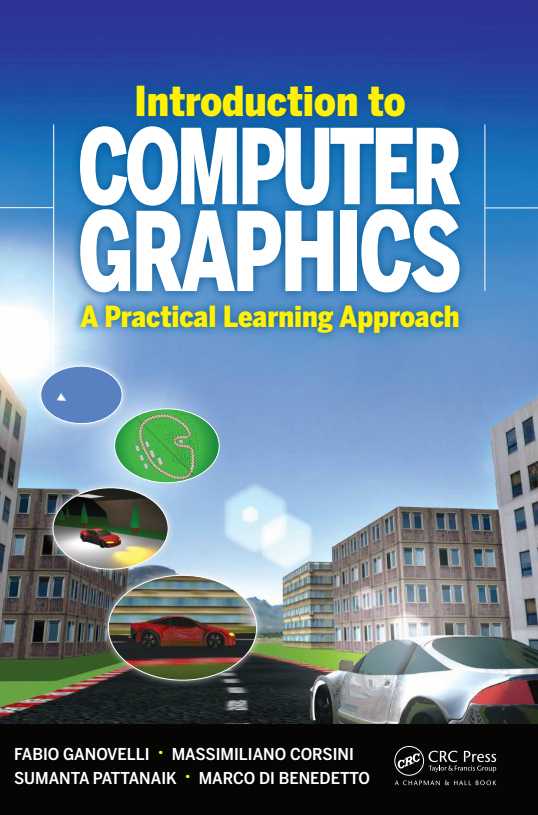 Introduction to
COMPUTER
GRAPHICS
A Practical Learning Approach
FABIO GANOVELLI • MASSIMILIANO CORSINI
SUMANTA PATTANAIK • MARCO DI BENEDETTO
CRC CRC Press
Taylor & Francis Group
A CHAPMAN & HALL BOOK